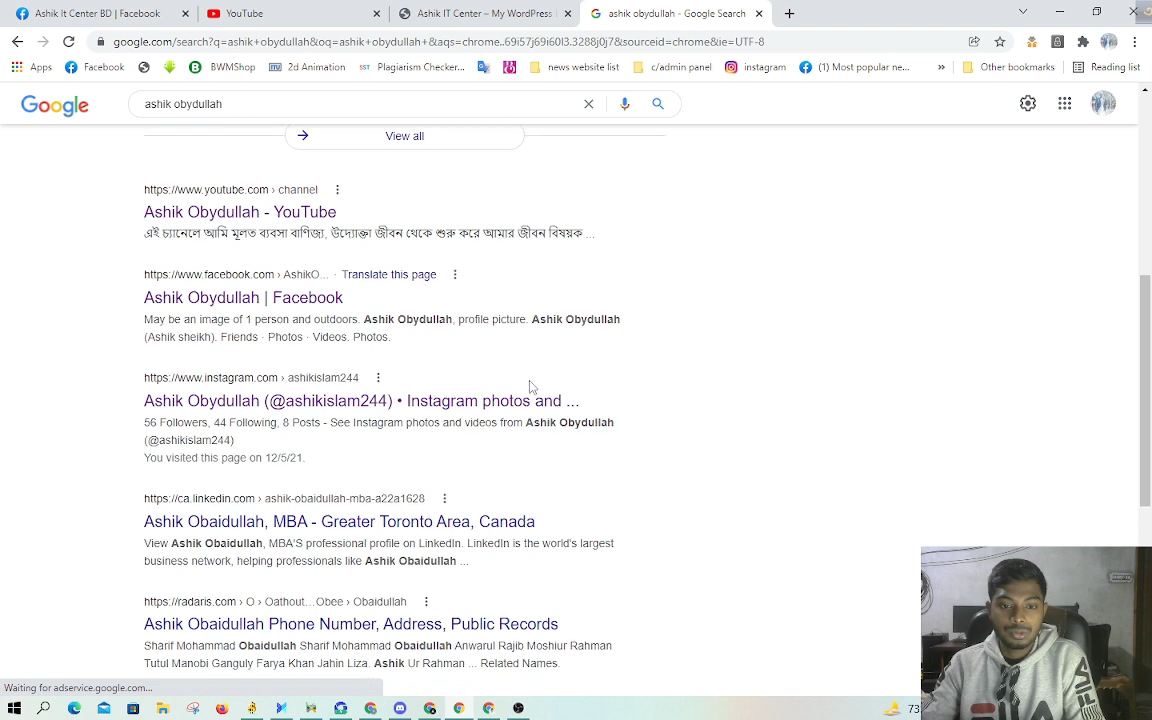 Ashik It Center BD | Facebook
YouTube
Ashik IT Center – My WordPress
ashik obydullah - Google Search
google.com/search?q=ashik+obydullah&oq=ashik+obydullah+&aqs=chrome..69i57j69i60l3.3288j0j7&sourceid=chrome&ie=UTF-8
Apps
Facebook
BWMShop
2d Animation
SST
Plagiarism Checker...
news website list
c/admin panel
instagram
(1) Most popular ne...
»
Other bookmarks
Reading list
Google
ashik obydullah
View all
https://www.youtube.com › channel
Ashik Obydullah - YouTube
এই চ্যানেলে আমি মূলত ব্যবসা বাণিজ্য, উদ্যোক্তা জীবন থেকে শুরু করে আমার জীবন বিষয়ক ...
https://www.facebook.com › AshikO... · Translate this page
Ashik Obydullah | Facebook
May be an image of 1 person and outdoors. Ashik Obydullah, profile picture. Ashik Obydullah
(Ashik sheikh). Friends · Photos · Videos. Photos.
https://www.instagram.com › ashikislam244
Ashik Obydullah (@ashikislam244) • Instagram photos and ...
56 Followers, 44 Following, 8 Posts - See Instagram photos and videos from Ashik Obydullah
(@ashikislam244)
You visited this page on 12/5/21.
https://ca.linkedin.com › ashik-obaidullah-mba-a22a1628
Ashik Obaidullah, MBA - Greater Toronto Area, Canada
View Ashik Obaidullah, MBA'S professional profile on LinkedIn. LinkedIn is the world's largest
business network, helping professionals like Ashik Obaidullah ...
https://radaris.com › O › Oathout...Obee › Obaidullah
Ashik Obaidullah Phone Number, Address, Public Records
Sharif Mohammad Obaidullah Sharif Mohammad Obaidullah Anwarul Rajib Moshiur Rahman
Tutul Manobi Ganguly Farya Khan Jahin Liza. Ashik Ur Rahman ... Related Names.
Waiting for adservice.google.com...
73
FILA